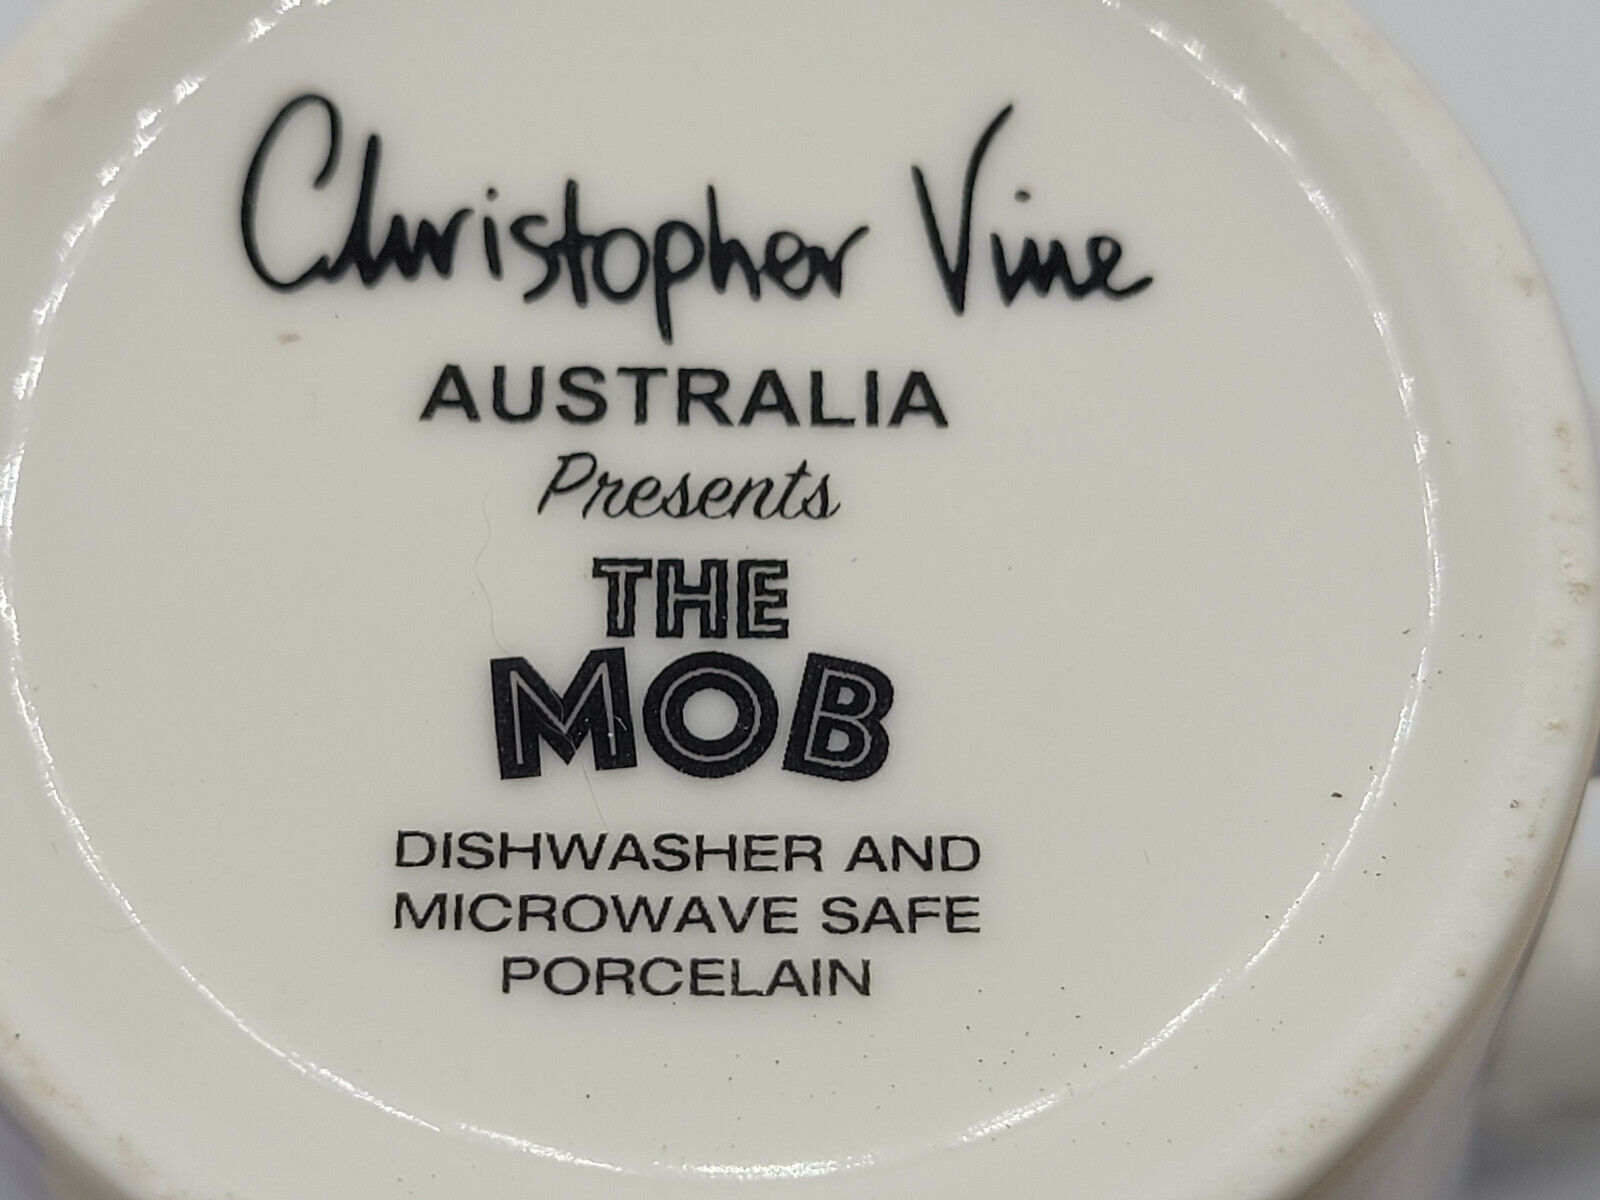 Christopher Vine
AUSTRALIA
Presents
THE
MOB
DISHWASHER AND
MICROWAVE SAFE
PORCELAIN